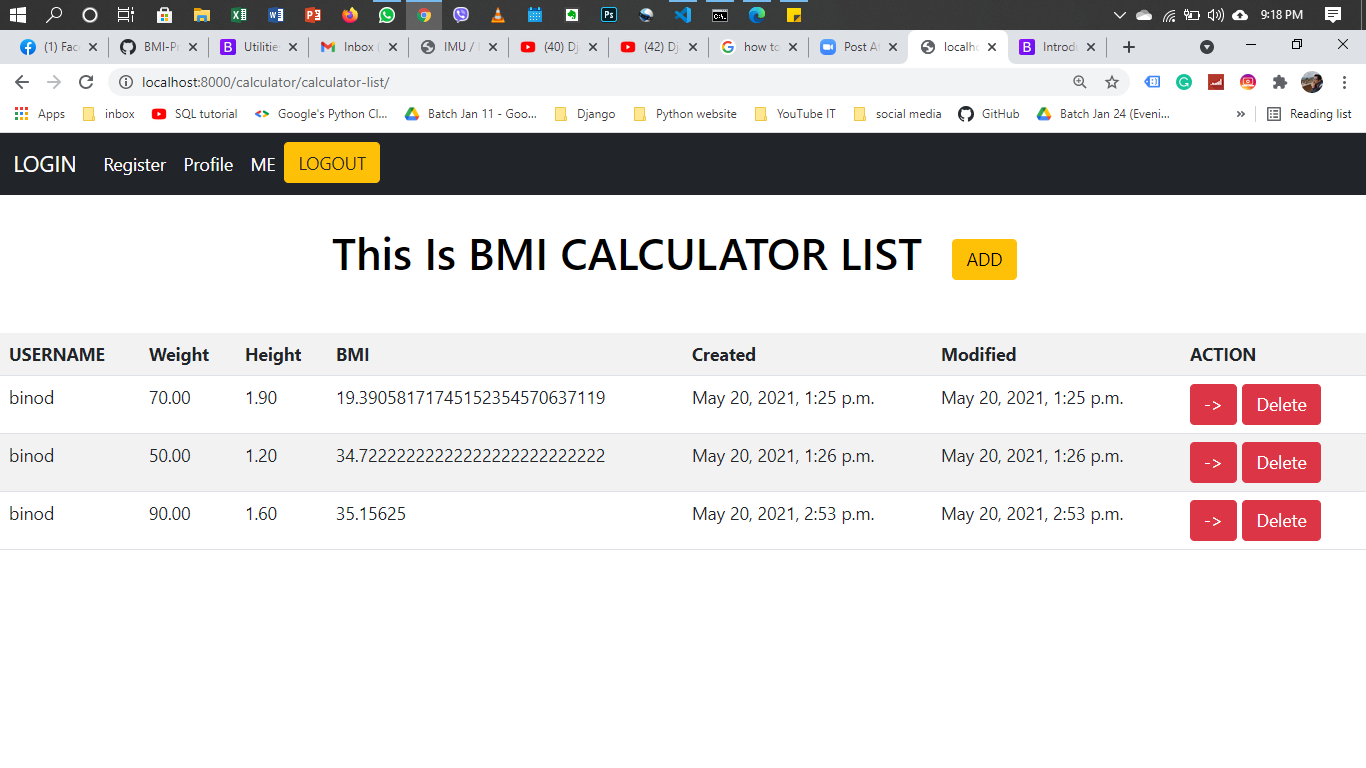 9:18 PM
(1) Fac
BMI-Pr
Utilitie
Inbox (
IMU / I
(40) Dj
(42) Dj
how to
Post At
localh
Introdu
localhost:8000/calculator/calculator-list/
Apps inbox SQL tutorial Google's Python Cl... Batch Jan 11 - Goo... Django Python website YouTube IT social media GitHub Batch Jan 24 (Eveni... » Reading list
LOGIN Register Profile ME LOGOUT
This Is BMI CALCULATOR LIST ADD
USERNAME Weight Height BMI Created Modified ACTION
binod 70.00 1.90 19.39058171745152354570637119 May 20, 2021, 1:25 p.m. May 20, 2021, 1:25 p.m. -> Delete
binod 50.00 1.20 34.72222222222222222222222222 May 20, 2021, 1:26 p.m. May 20, 2021, 1:26 p.m. -> Delete
binod 90.00 1.60 35.15625 May 20, 2021, 2:53 p.m. May 20, 2021, 2:53 p.m. -> Delete